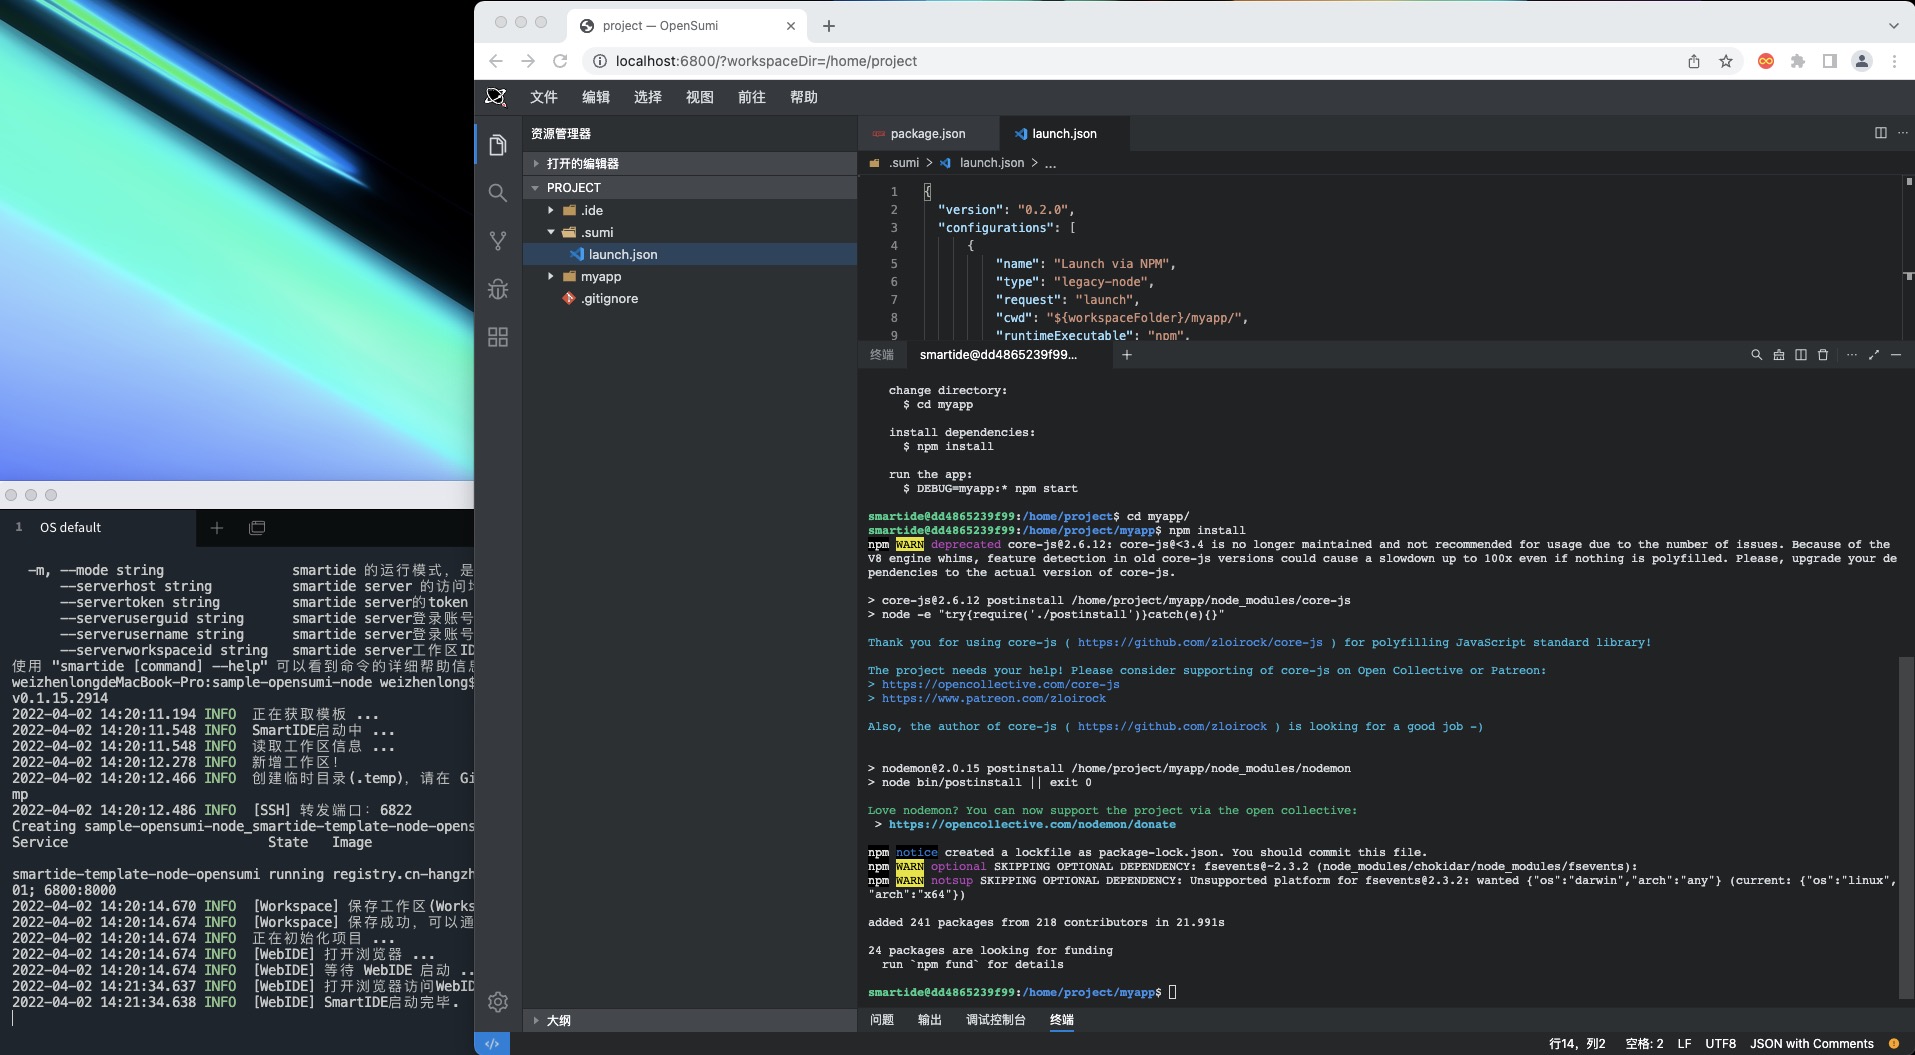 project — OpenSumi
localhost:6800/?workspaceDir=/home/project
文件 编辑 选择 视图 前往 帮助
资源管理器
打开的编辑器
PROJECT
.ide
.sumi
launch.json
myapp
.gitignore
大纲
package.json launch.json
.sumi > launch.json > ...
1 {
2 "version": "0.2.0",
3 "configurations": [
4 {
5 "name": "Launch via NPM",
6 "type": "legacy-node",
7 "request": "launch",
8 "cwd": "${workspaceFolder}/myapp/",
9 "runtimeExecutable": "npm",
终端 smartide@dd4865239f99...
change directory:
$ cd myapp
install dependencies:
$ npm install
run the app:
$ DEBUG=myapp:* npm start
smartide@dd4865239f99:/home/project$ cd myapp/
smartide@dd4865239f99:/home/project/myapp$ npm install
npm WARN deprecated core-js@2.6.12: core-js@<3.4 is no longer maintained and not recommended for usage due to the number of issues. Because of the
V8 engine whims, feature detection in old core-js versions could cause a slowdown up to 100x even if nothing is polyfilled. Please, upgrade your de
pendencies to the actual version of core-js.
> core-js@2.6.12 postinstall /home/project/myapp/node_modules/core-js
> node -e "try{require('./postinstall')}catch(e){}"
Thank you for using core-js ( https://github.com/zloirock/core-js ) for polyfilling JavaScript standard library!
The project needs your help! Please consider supporting of core-js on Open Collective or Patreon:
> https://opencollective.com/core-js
> https://www.patreon.com/zloirock
Also, the author of core-js ( https://github.com/zloirock ) is looking for a good job -)
> nodemon@2.0.15 postinstall /home/project/myapp/node_modules/nodemon
> node bin/postinstall || exit 0
Love nodemon? You can now support the project via the open collective:
> https://opencollective.com/nodemon/donate
npm notice created a lockfile as package-lock.json. You should commit this file.
npm WARN optional SKIPPING OPTIONAL DEPENDENCY: fsevents@~2.3.2 (node_modules/chokidar/node_modules/fsevents):
npm WARN notsup SKIPPING OPTIONAL DEPENDENCY: Unsupported platform for fsevents@2.3.2: wanted {"os":"darwin","arch":"any"} (current: {"os":"linux",
"arch":"x64"})
added 241 packages from 218 contributors in 21.991s
24 packages are looking for funding
run `npm fund` for details
smartide@dd4865239f99:/home/project/myapp$
问题 输出 调试控制台 终端
行14，列2 空格: 2 LF UTF8 JSON with Comments
1 OS default
-m, --mode string smartide 的运行模式，是
--serverhost string smartide server 的访问
--servertoken string smartide server的token
--serveruserguid string smartide server登录账号
--serverusername string smartide server登录账号
--serverworkspaceid string smartide server工作区ID
使用 "smartide [command] --help" 可以看到命令的详细帮助信息
weizhenlongdeMacBook-Pro:sample-opensumi-node weizhenlong$
v0.1.15.2914
2022-04-02 14:20:11.194 INFO 正在获取模板 ...
2022-04-02 14:20:11.548 INFO SmartIDE启动中 ...
2022-04-02 14:20:11.548 INFO 读取工作区信息 ...
2022-04-02 14:20:12.278 INFO 新增工作区！
2022-04-02 14:20:12.466 INFO 创建临时目录(.temp)，请在 Gi
mp
2022-04-02 14:20:12.486 INFO [SSH] 转发端口：6822
Creating sample-opensumi-node_smartide-template-node-opens
Service State Image
smartide-template-node-opensumi running registry.cn-hangzh
01; 6800:8000
2022-04-02 14:20:14.670 INFO [Workspace] 保存工作区(Works
2022-04-02 14:20:14.674 INFO [Workspace] 保存成功，可以通
2022-04-02 14:20:14.674 INFO 正在初始化项目 ...
2022-04-02 14:20:14.674 INFO [WebIDE] 打开浏览器 ...
2022-04-02 14:20:14.674 INFO [WebIDE] 等待 WebIDE 启动 ..
2022-04-02 14:21:34.637 INFO [WebIDE] 打开浏览器访问WebID
2022-04-02 14:21:34.638 INFO [WebIDE] SmartIDE启动完毕.